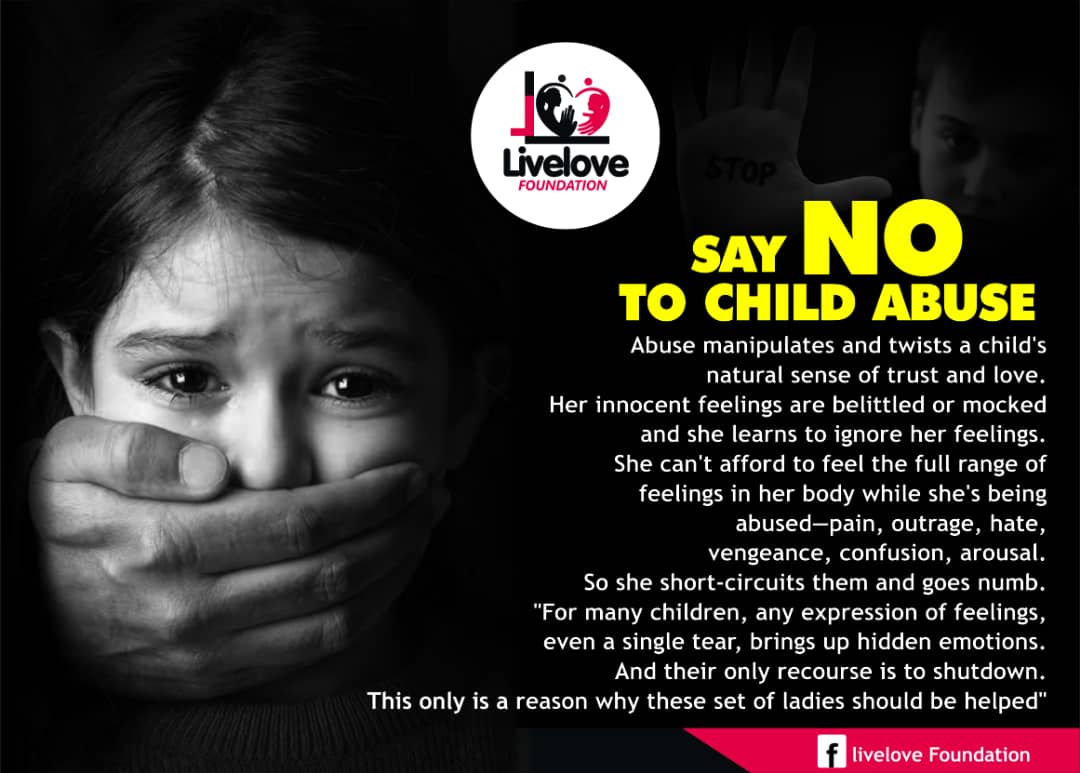 Livelove
FOUNDATION
STOP
SAY NO
TO CHILD ABUSE
Abuse manipulates and twists a child's
natural sense of trust and love.
Her innocent feelings are belittled or mocked
and she learns to ignore her feelings.
She can't afford to feel the full range of
feelings in her body while she's being
abused—pain, outrage, hate,
vengeance, confusion, arousal.
So she short-circuits them and goes numb.
"For many children, any expression of feelings,
even a single tear, brings up hidden emotions.
And their only recourse is to shutdown.
This only is a reason why these set of ladies should be helped"
f livelove Foundation